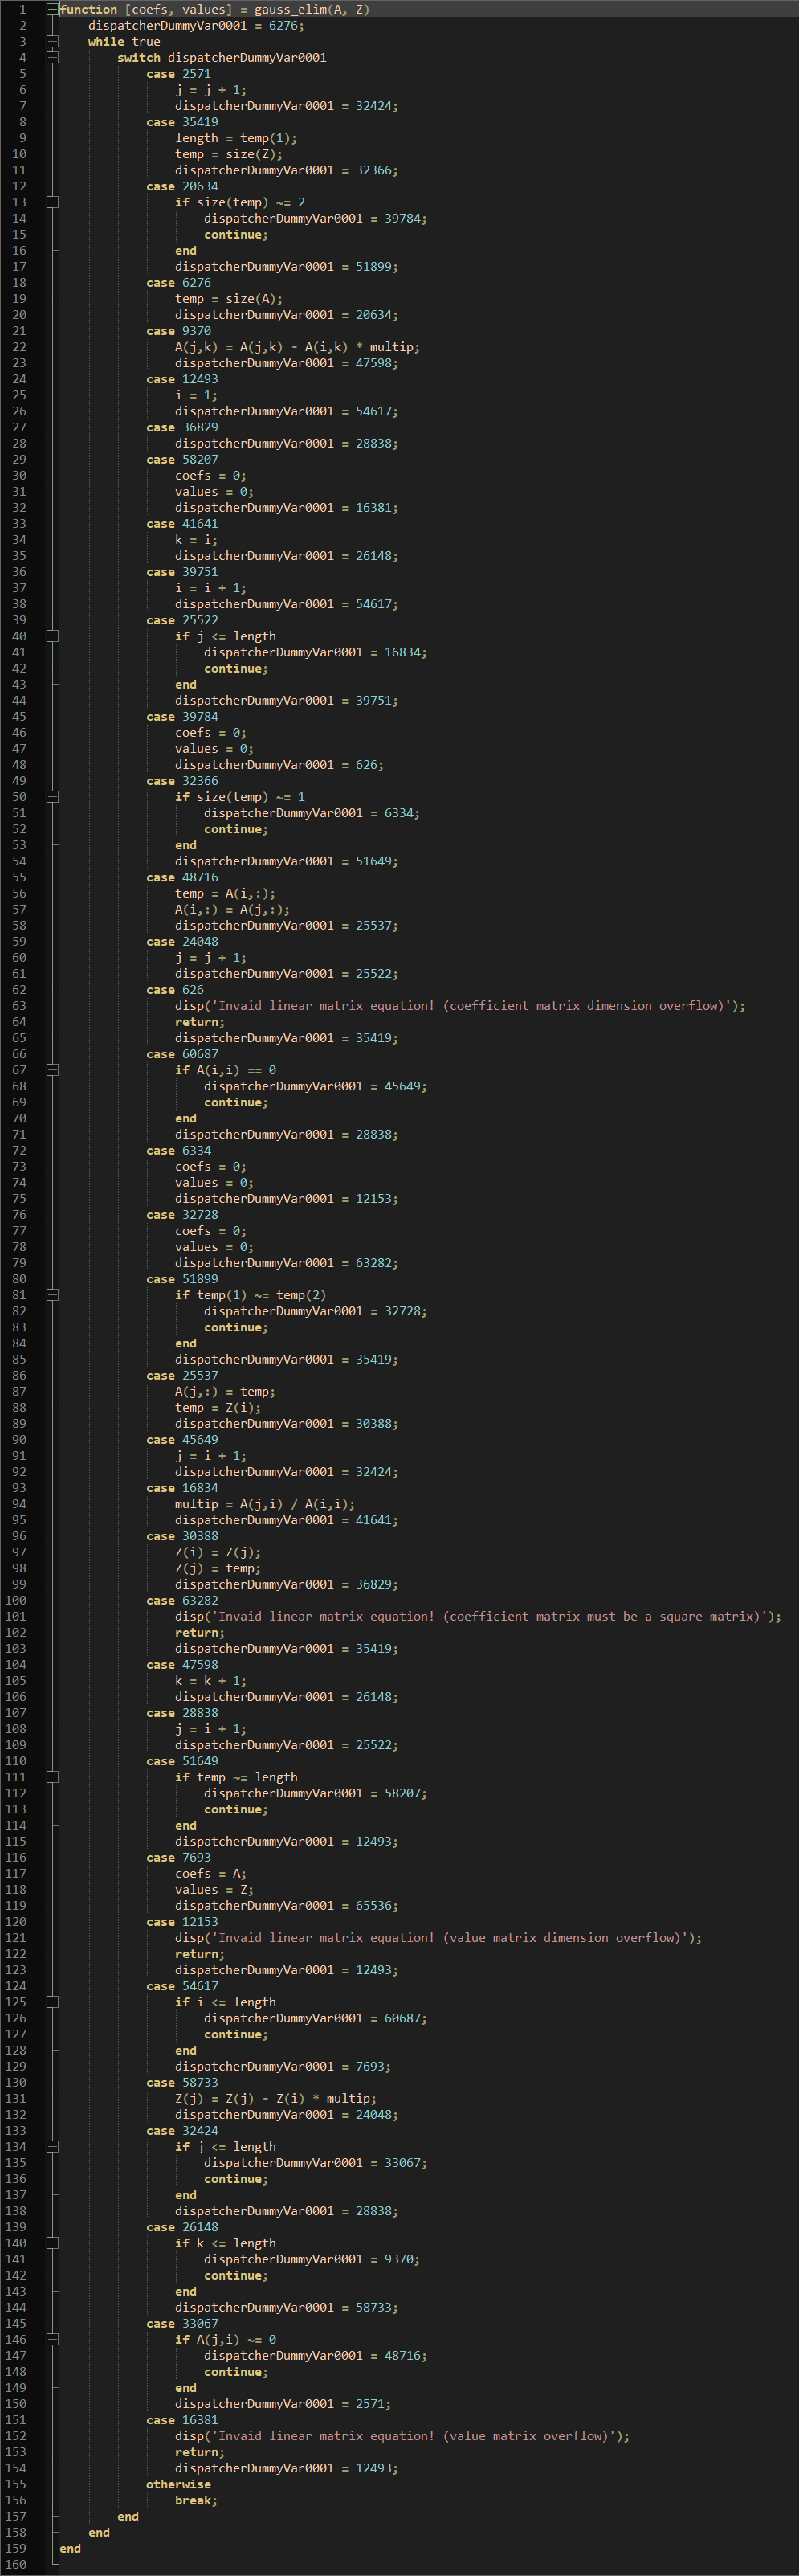 1 function [coefs, values] = gauss_elim(A, Z)
2 dispatcherDummyVar0001 = 6276;
3 while true
4 switch dispatcherDummyVar0001
5 case 2571
6 j = j + 1;
7 dispatcherDummyVar0001 = 32424;
8 case 35419
9 length = temp(1);
10 temp = size(Z);
11 dispatcherDummyVar0001 = 32366;
12 case 20634
13 if size(temp) ~= 2
14 dispatcherDummyVar0001 = 39784;
15 continue;
16 end
17 dispatcherDummyVar0001 = 51899;
18 case 6276
19 temp = size(A);
20 dispatcherDummyVar0001 = 20634;
21 case 9370
22 A(j,k) = A(j,k) - A(i,k) * multip;
23 dispatcherDummyVar0001 = 47598;
24 case 12493
25 i = 1;
26 dispatcherDummyVar0001 = 54617;
27 case 36829
28 dispatcherDummyVar0001 = 28838;
29 case 58207
30 coefs = 0;
31 values = 0;
32 dispatcherDummyVar0001 = 16381;
33 case 41641
34 k = i;
35 dispatcherDummyVar0001 = 26148;
36 case 39751
37 i = i + 1;
38 dispatcherDummyVar0001 = 54617;
39 case 25522
40 if j <= length
41 dispatcherDummyVar0001 = 16834;
42 continue;
43 end
44 dispatcherDummyVar0001 = 39751;
45 case 39784
46 coefs = 0;
47 values = 0;
48 dispatcherDummyVar0001 = 626;
49 case 32366
50 if size(temp) ~= 1
51 dispatcherDummyVar0001 = 6334;
52 continue;
53 end
54 dispatcherDummyVar0001 = 51649;
55 case 48716
56 temp = A(i,:);
57 A(i,:) = A(j,:);
58 dispatcherDummyVar0001 = 25537;
59 case 24048
60 j = j + 1;
61 dispatcherDummyVar0001 = 25522;
62 case 626
63 disp('Invaid linear matrix equation! (coefficient matrix dimension overflow)');
64 return;
65 dispatcherDummyVar0001 = 35419;
66 case 60687
67 if A(i,i) == 0
68 dispatcherDummyVar0001 = 45649;
69 continue;
70 end
71 dispatcherDummyVar0001 = 28838;
72 case 6334
73 coefs = 0;
74 values = 0;
75 dispatcherDummyVar0001 = 12153;
76 case 32728
77 coefs = 0;
78 values = 0;
79 dispatcherDummyVar0001 = 63282;
80 case 51899
81 if temp(1) ~= temp(2)
82 dispatcherDummyVar0001 = 32728;
83 continue;
84 end
85 dispatcherDummyVar0001 = 35419;
86 case 25537
87 A(j,:) = temp;
88 temp = Z(i);
89 dispatcherDummyVar0001 = 30388;
90 case 45649
91 j = i + 1;
92 dispatcherDummyVar0001 = 32424;
93 case 16834
94 multip = A(j,i) / A(i,i);
95 dispatcherDummyVar0001 = 41641;
96 case 30388
97 Z(i) = Z(j);
98 Z(j) = temp;
99 dispatcherDummyVar0001 = 36829;
100 case 63282
101 disp('Invaid linear matrix equation! (coefficient matrix must be a square matrix)');
102 return;
103 dispatcherDummyVar0001 = 35419;
104 case 47598
105 k = k + 1;
106 dispatcherDummyVar0001 = 26148;
107 case 28838
108 j = i + 1;
109 dispatcherDummyVar0001 = 25522;
110 case 51649
111 if temp ~= length
112 dispatcherDummyVar0001 = 58207;
113 continue;
114 end
115 dispatcherDummyVar0001 = 12493;
116 case 7693
117 coefs = A;
118 values = Z;
119 dispatcherDummyVar0001 = 65536;
120 case 12153
121 disp('Invaid linear matrix equation! (value matrix dimension overflow)');
122 return;
123 dispatcherDummyVar0001 = 12493;
124 case 54617
125 if i <= length
126 dispatcherDummyVar0001 = 60687;
127 continue;
128 end
129 dispatcherDummyVar0001 = 7693;
130 case 58733
131 Z(j) = Z(j) - Z(i) * multip;
132 dispatcherDummyVar0001 = 24048;
133 case 32424
134 if j <= length
135 dispatcherDummyVar0001 = 33067;
136 continue;
137 end
138 dispatcherDummyVar0001 = 28838;
139 case 26148
140 if k <= length
141 dispatcherDummyVar0001 = 9370;
142 continue;
143 end
144 dispatcherDummyVar0001 = 58733;
145 case 33067
146 if A(j,i) ~= 0
147 dispatcherDummyVar0001 = 48716;
148 continue;
149 end
150 dispatcherDummyVar0001 = 2571;
151 case 16381
152 disp('Invaid linear matrix equation! (value matrix overflow)');
153 return;
154 dispatcherDummyVar0001 = 12493;
155 otherwise
156 break;
157 end
158 end
159 end
160